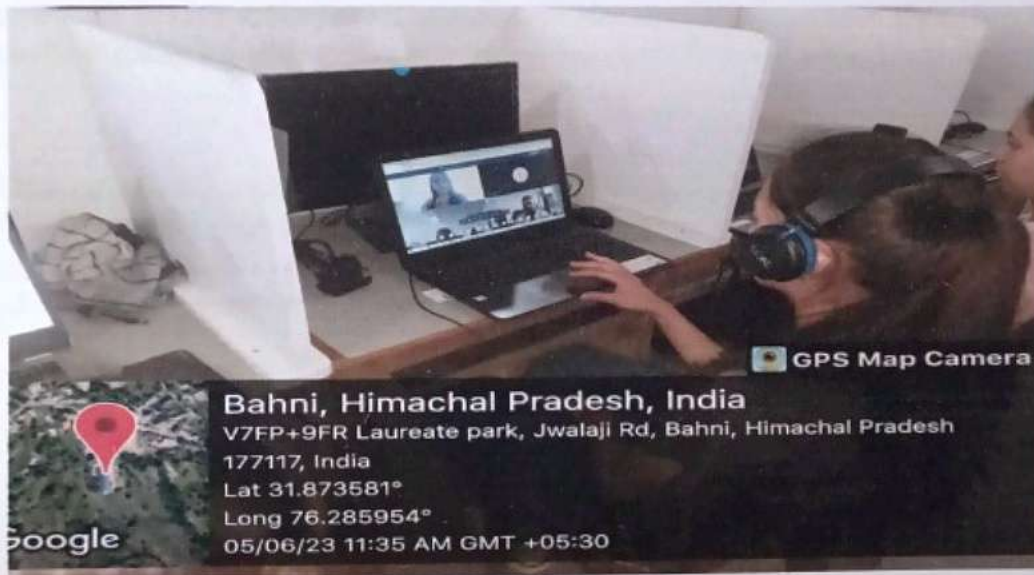 GPS Map Camera
Bahni, Himachal Pradesh, India
V7FP+9FR Laureate park, Jwalaji Rd, Bahni, Himachal Pradesh
177117, India
Lat 31.873581°
Long 76.285954°
05/06/23 11:35 AM GMT +05:30
Google